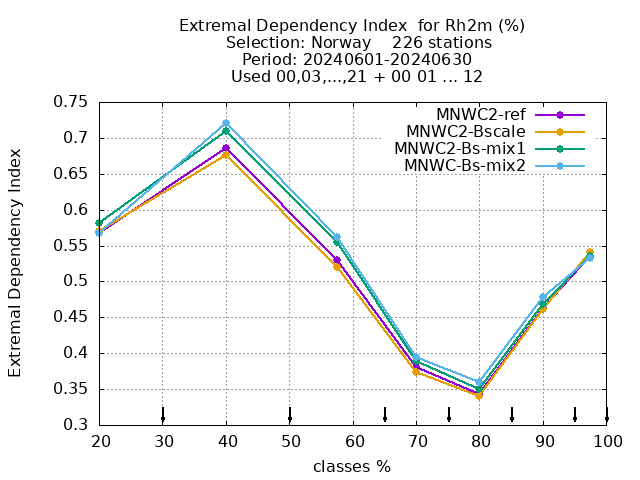 Extremal Dependency Index  for Rh2m (%)
Selection: Norway    226 stations
Period: 20240601-20240630
Used 00,03,...,21 + 00 01 ... 12
MNWC2-ref
MNWC2-Bscale
MNWC2-Bs-mix1
MNWC-Bs-mix2
Extremal Dependency Index
0.75
0.7
0.65
0.6
0.55
0.5
0.45
0.4
0.35
0.3
20 30 40 50 60 70 80 90 100
classes %